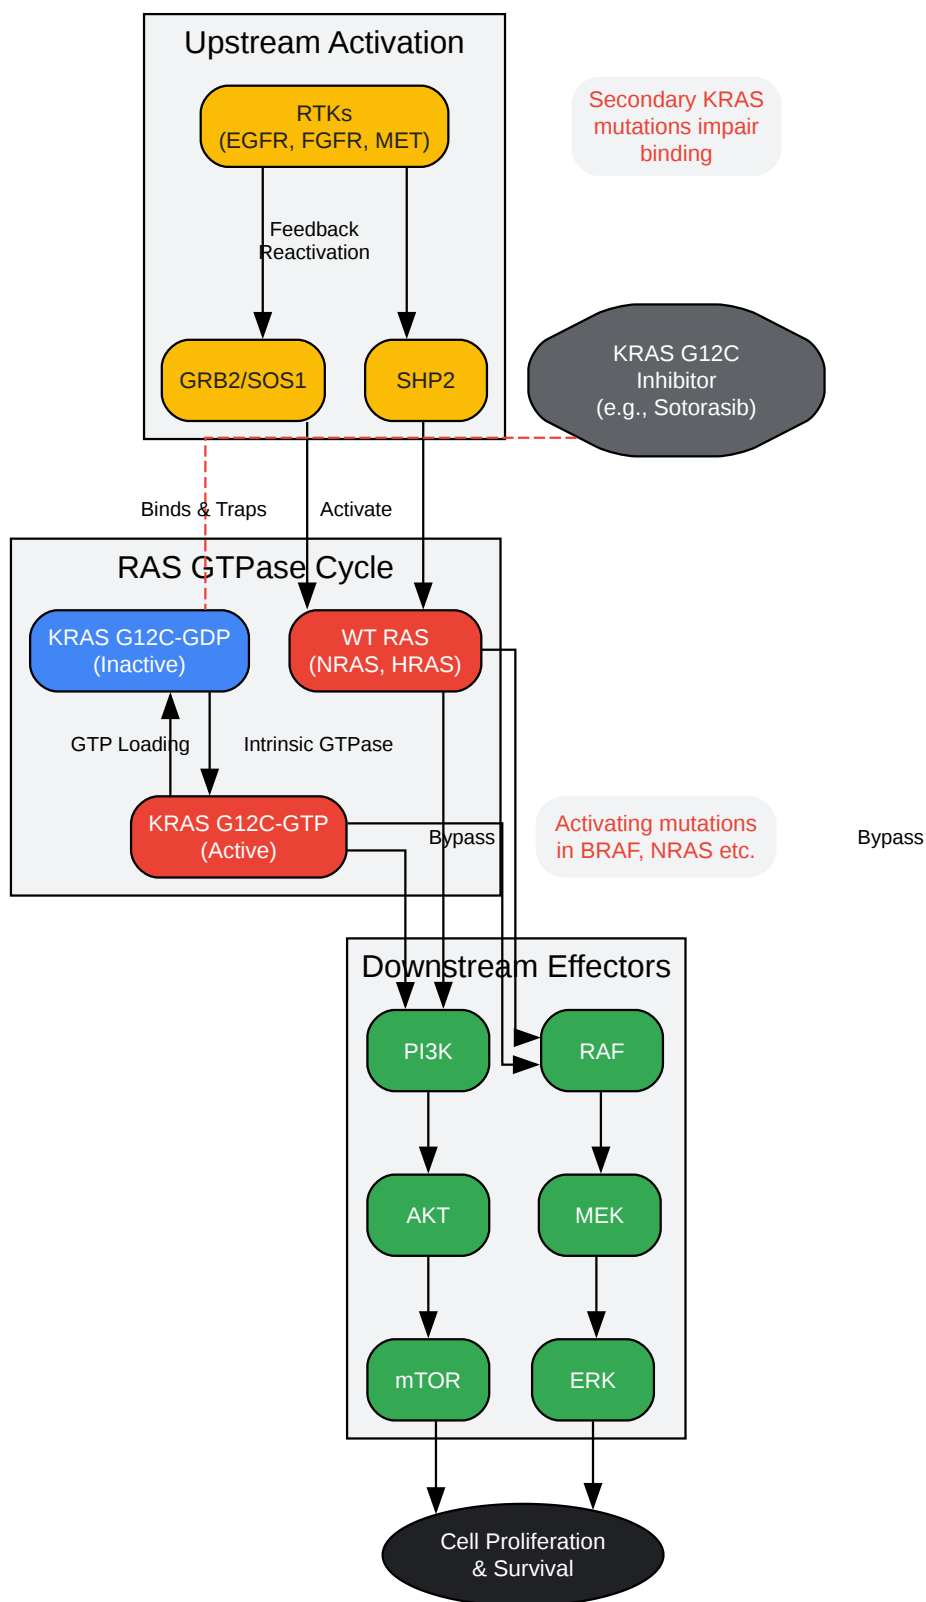 Upstream Activation
RTKs
(EGFR, FGFR, MET)
Secondary KRAS
mutations impair
binding
Feedback
Reactivation
GRB2/SOS1
SHP2
KRAS G12C
Inhibitor
(e.g., Sotorasib)
Binds & Traps
Activate
RAS GTPase Cycle
KRAS G12C-GDP
(Inactive)
WT RAS
(NRAS, HRAS)
GTP Loading
Intrinsic GTPase
KRAS G12C-GTP
(Active)
Bypass
Activating mutations
in BRAF, NRAS etc.
Bypass
Downstream Effectors
PI3K
RAF
AKT
MEK
mTOR
ERK
Cell Proliferation
& Survival